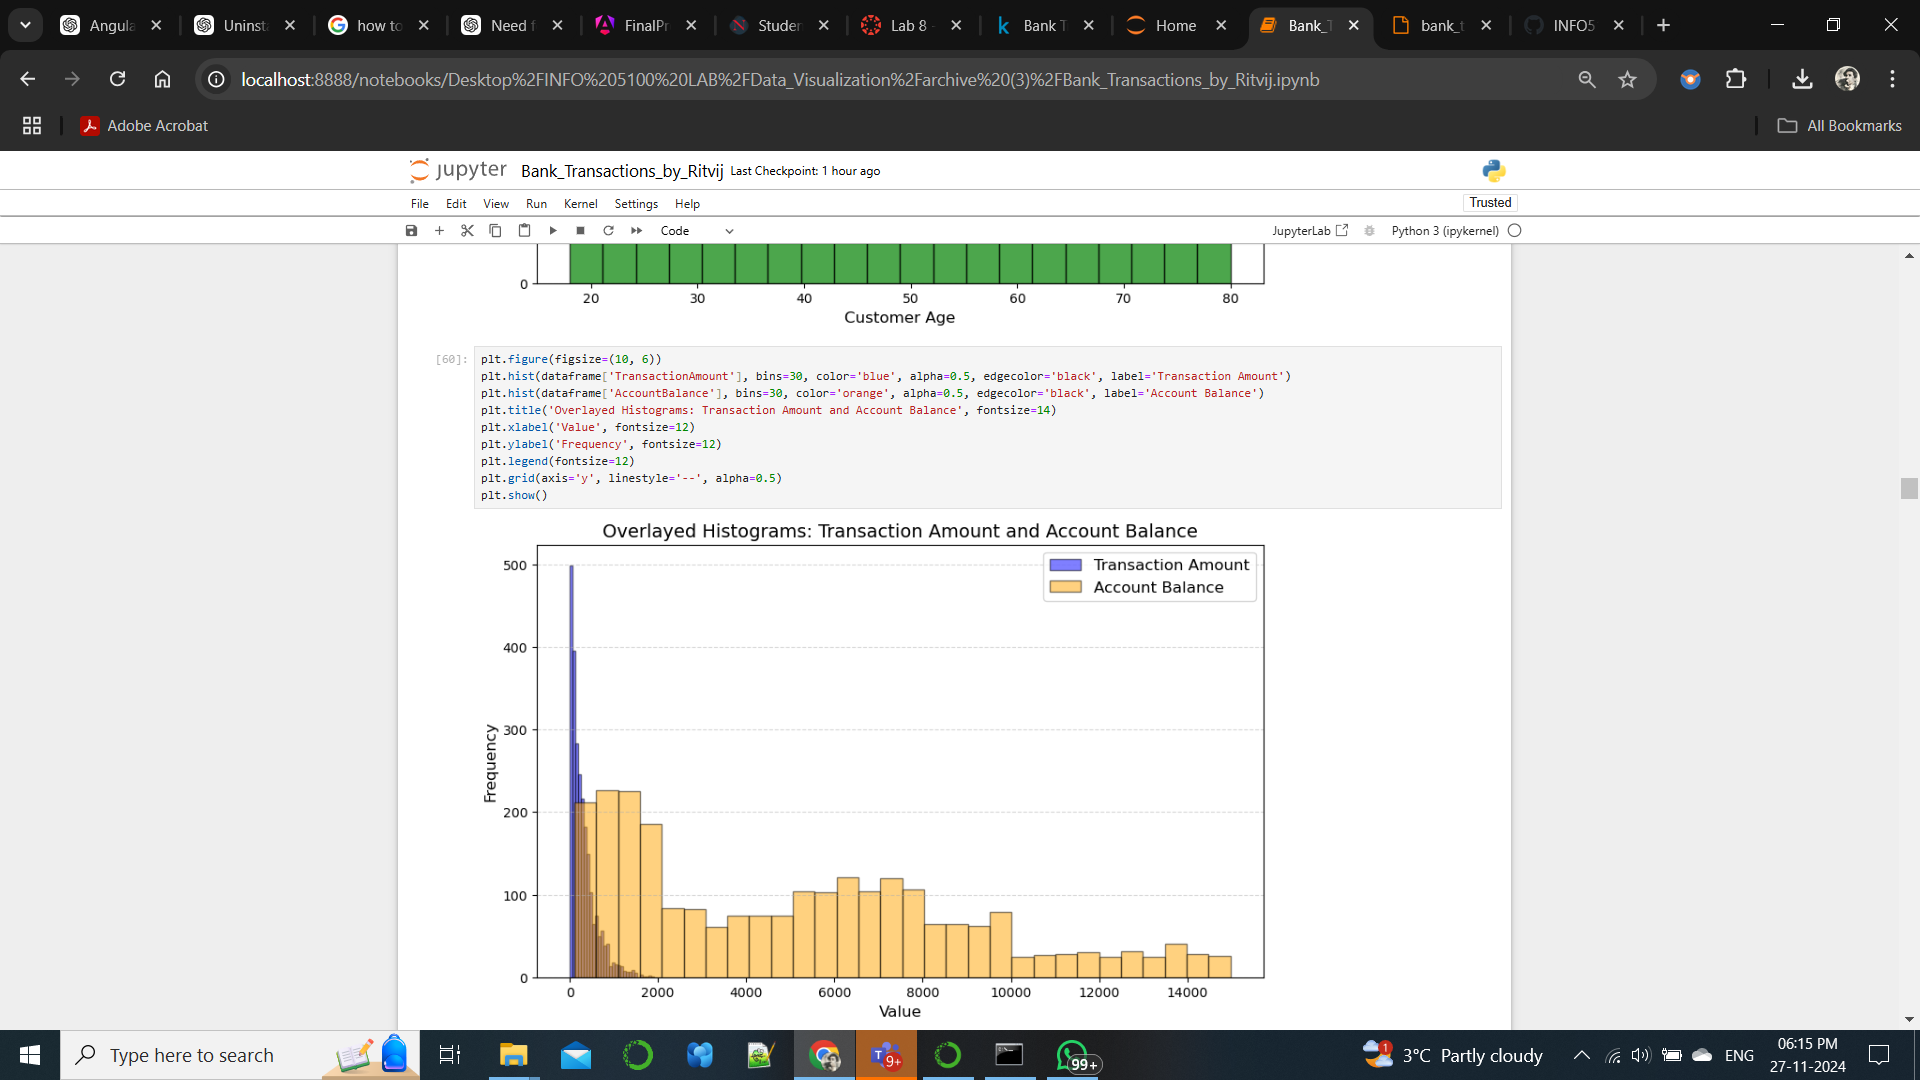 Angula
Uninsta
how to
Need f
FinalPr
Studen
Lab 8 -
Bank T
Home
Bank_T
bank_t
INFO5
localhost:8888/notebooks/Desktop%2FINFO%205100%20LAB%2FData_Visualization%2Farchive%20(3)%2FBank_Transactions_by_Ritvij.ipynb
Adobe Acrobat
All Bookmarks
jupyter Bank_Transactions_by_Ritvij Last Checkpoint: 1 hour ago
File Edit View Run Kernel Settings Help
Trusted
Code
JupyterLab
Python 3 (ipykernel)
0
20 30 40 50 60 70 80
Customer Age
[60]:
plt.figure(figsize=(10, 6))
plt.hist(dataframe['TransactionAmount'], bins=30, color='blue', alpha=0.5, edgecolor='black', label='Transaction Amount')
plt.hist(dataframe['AccountBalance'], bins=30, color='orange', alpha=0.5, edgecolor='black', label='Account Balance')
plt.title('Overlayed Histograms: Transaction Amount and Account Balance', fontsize=14)
plt.xlabel('Value', fontsize=12)
plt.ylabel('Frequency', fontsize=12)
plt.legend(fontsize=12)
plt.grid(axis='y', linestyle='--', alpha=0.5)
plt.show()
Overlayed Histograms: Transaction Amount and Account Balance
Transaction Amount
Account Balance
500
400
300
200
100
0
Frequency
0 2000 4000 6000 8000 10000 12000 14000
Value
Type here to search
9+
99+
1
3°C Partly cloudy
ENG
06:15 PM
27-11-2024